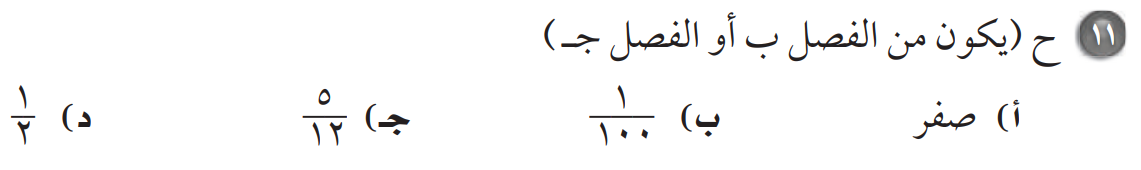 ١١ ح (يكون من الفصل ب أو الفصل جـ)
أ) صفر ب) ١/١٠٠ جـ) ٥/١٢ د) ١/٢